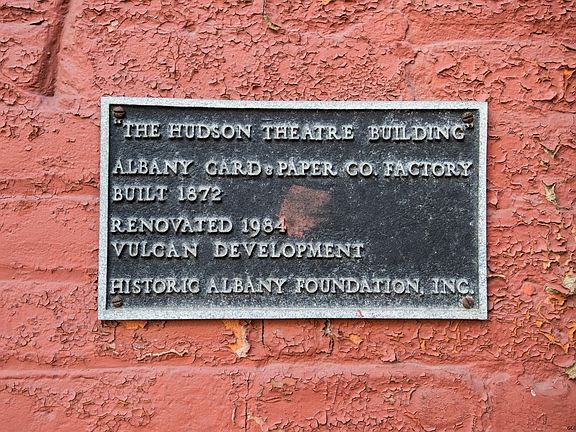 "THE HUDSON THEATRE BUILDING"
ALBANY CARD & PAPER CO. FACTORY
BUILT 1872
RENOVATED 1984
VULCAN DEVELOPMENT
HISTORIC ALBANY FOUNDATION, INC.